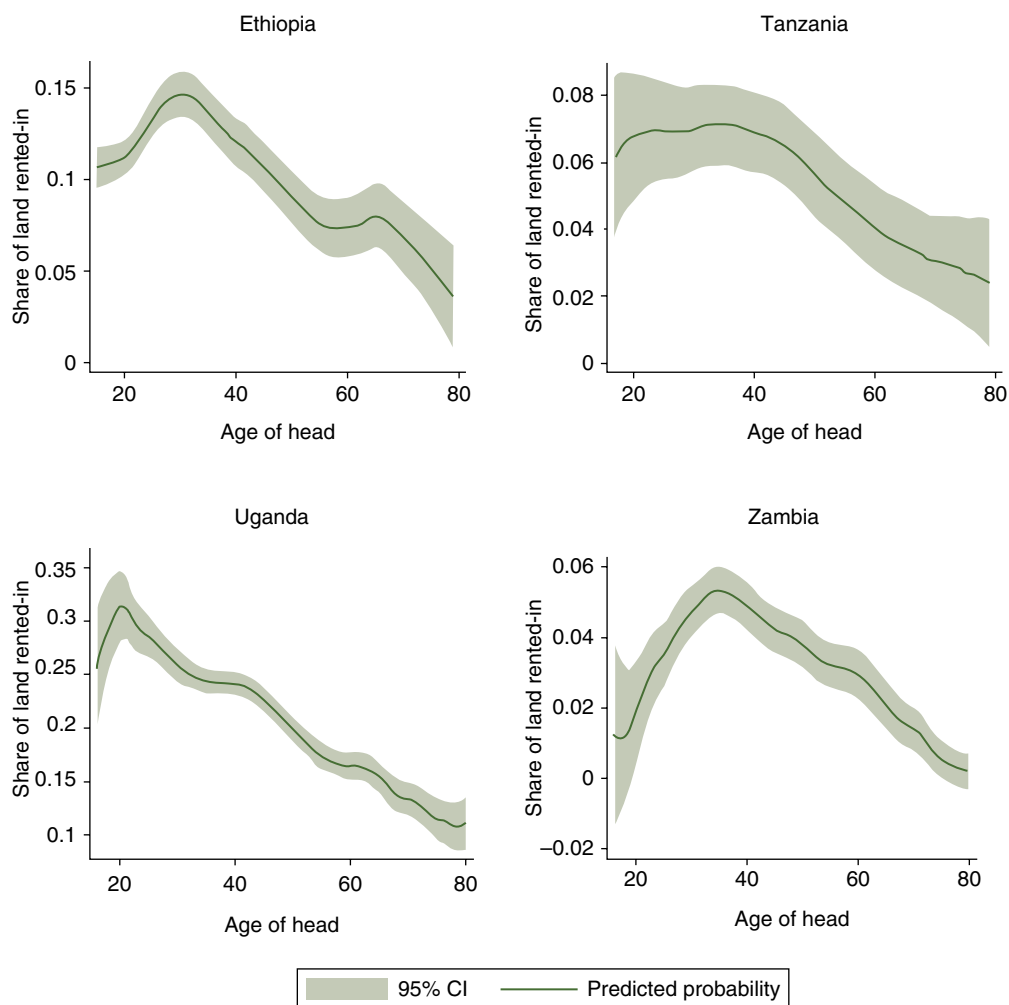 Ethiopia
Share of land rented-in
0.15
0.1
0.05
0
20 40 60 80
Age of head
Tanzania
Share of land rented-in
0.08
0.06
0.04
0.02
0
20 40 60 80
Age of head
Uganda
Share of land rented-in
0.35
0.3
0.25
0.2
0.15
0.1
20 40 60 80
Age of head
Zambia
Share of land rented-in
0.06
0.04
0.02
0
–0.02
20 40 60 80
Age of head
95% CI Predicted probability